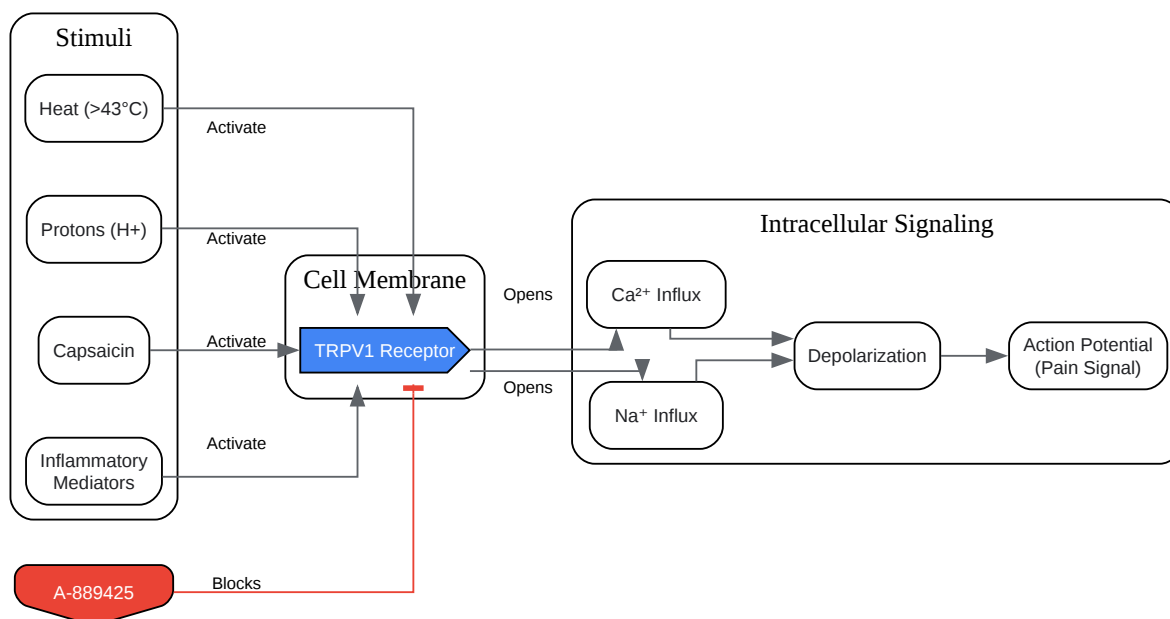 Stimuli
Heat (>43°C)
Activate
Protons (H+)
Activate
Capsaicin
Activate
Inflammatory
Mediators
Activate
A-889425
Blocks
Cell Membrane
TRPV1 Receptor
Opens
Opens
Intracellular Signaling
Ca²⁺ Influx
Na⁺ Influx
Depolarization
Action Potential
(Pain Signal)